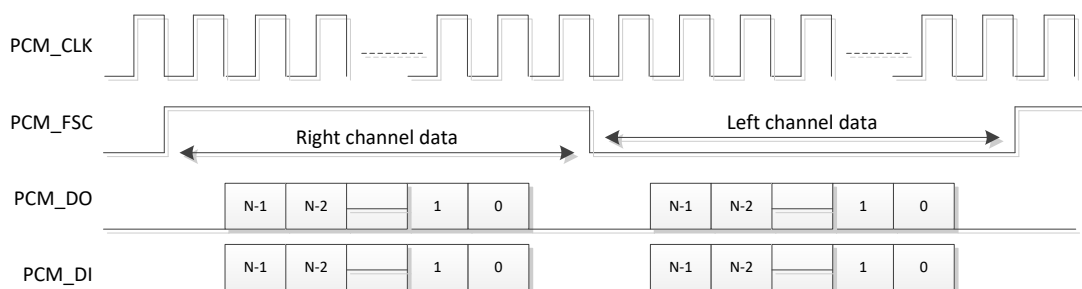 PCM_CLK
PCM_FSC
Right channel data
Left channel data
PCM_DO
N-1 N-2 1 0 N-1 N-2 1 0
PCM_DI
N-1 N-2 1 0 N-1 N-2 1 0